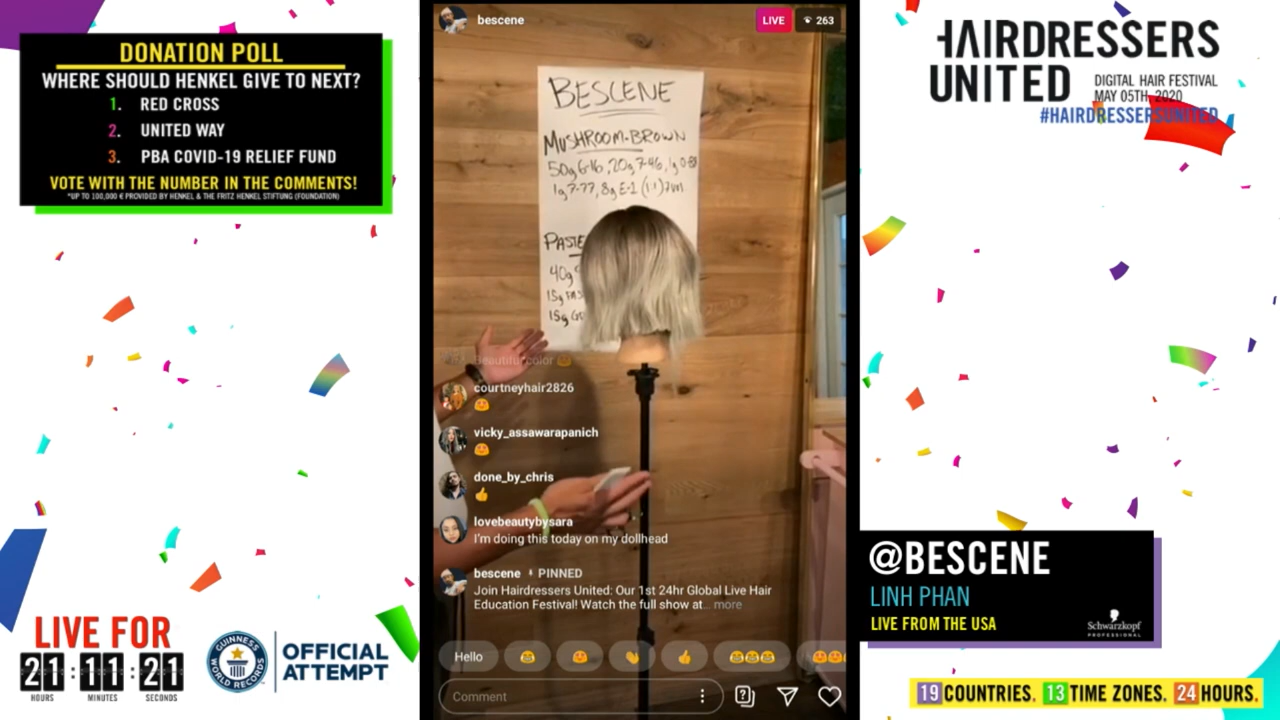 DONATION POLL
WHERE SHOULD HENKEL GIVE TO NEXT?
1. RED CROSS
2. UNITED WAY
3. PBA COVID-19 RELIEF FUND
VOTE WITH THE NUMBER IN THE COMMENTS!
*UP TO 100,000 € PROVIDED BY HENKEL & THE FRITZ HENKEL STIFTUNG (FOUNDATION)
LIVE FOR
21:11:21
HOURS MINUTES SECONDS
GUINNESS
WORLD RECORDS
OFFICIAL
ATTEMPT
bescene
LIVE 263
BESCENE
MUSHROOM-BROWN
50g 6-16, 20g 7-46, 1g
1g 7-77, 8g E-1 (1:1) 7vol
PASTE
40g
15g
15g
Beautiful color
courtneyhair2826
vicky_assawarapanich
done_by_chris
lovebeautybysara
I'm doing this today on my dollhead
bescene PINNED
Join Hairdressers United: Our 1st 24hr Global Live Hair
Education Festival! Watch the full show at... more
Hello
Comment
HAIRDRESSERS
UNITED
DIGITAL HAIR FESTIVAL
MAY 05TH, 2020
#HAIRDRESSERSUNITED
@BESCENE
LINH PHAN
LIVE FROM THE USA
Schwarzkopf
PROFESSIONAL
19 COUNTRIES. 13 TIME ZONES. 24 HOURS.